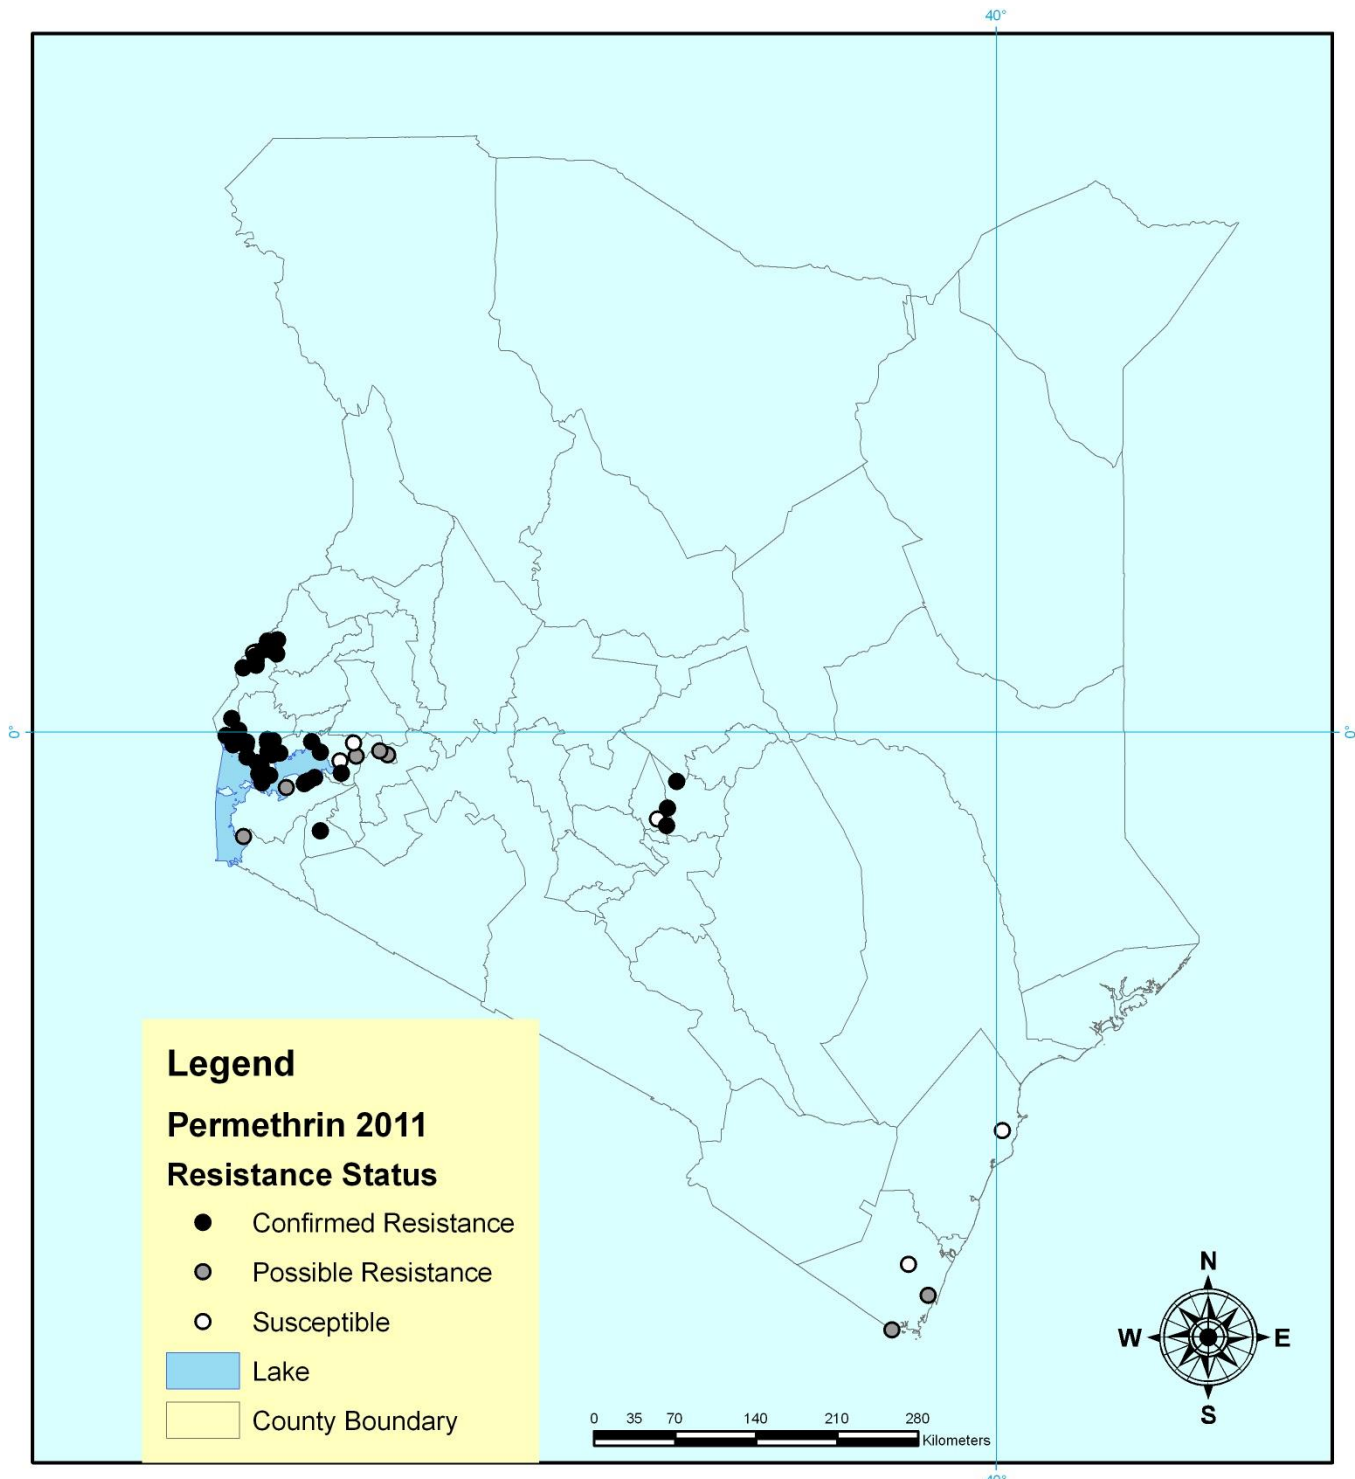 40°
0°
0°
Legend
Permethrin 2011
Resistance Status
Confirmed Resistance
Possible Resistance
Susceptible
Lake
County Boundary
N
W E
S
0 35 70 140 210 280
Kilometers
40°